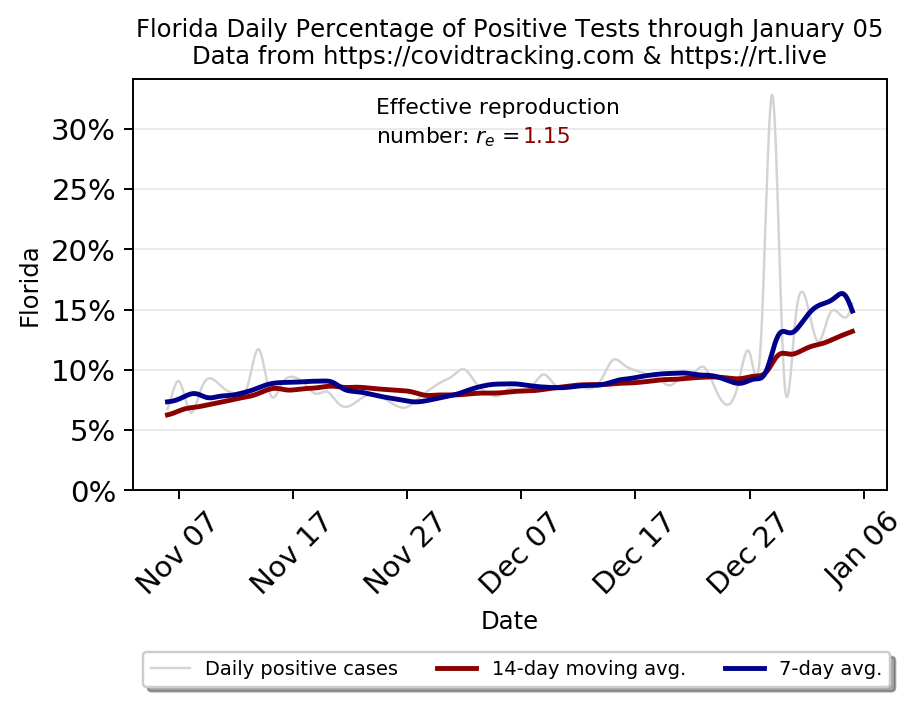 Florida Daily Percentage of Positive Tests through January 05
Data from https://covidtracking.com & https://rt.live
Effective reproduction
number: rₑ =1.15
30%
25%
20%
15%
10%
5%
0%
Florida
Nov 07
Nov 17
Nov 27
Dec 07
Dec 17
Dec 27
Jan 06
Date
Daily positive cases
14-day moving avg.
7-day avg.